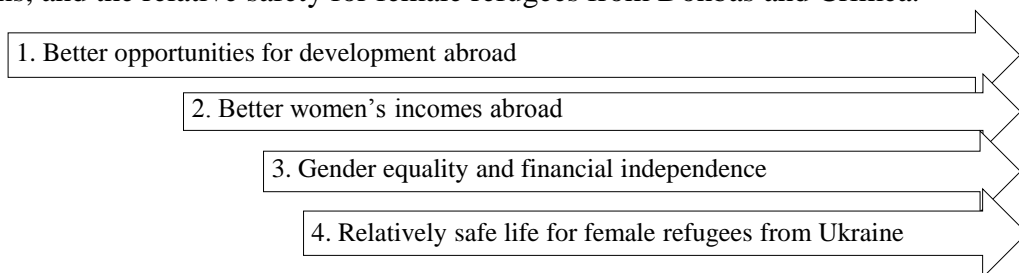 ns, and the relative safety for female refugees from Donbas and Crimea.
1. Better opportunities for development abroad
2. Better women’s incomes abroad
3. Gender equality and financial independence
4. Relatively safe life for female refugees from Ukraine